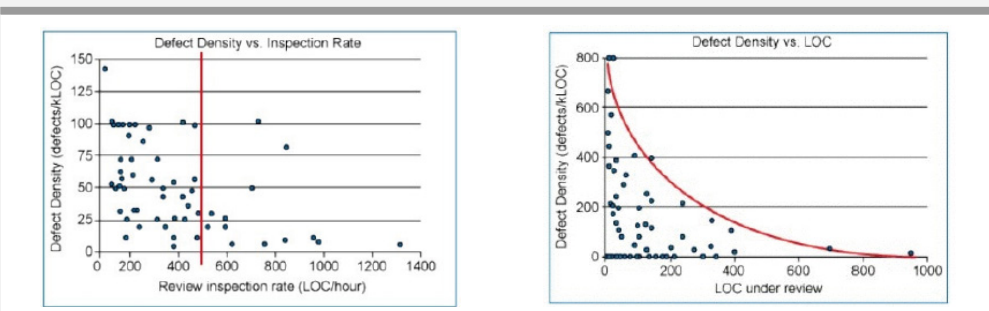 Defect Density vs. Inspection Rate
Defect Density (defects/kLOC)
150
125
100
75
50
25
0
0 200 400 600 800 1000 1200 1400
Review inspection rate (LOC/hour)
Defect Density vs. LOC
Defect Density (defects/kLOC)
800
600
400
200
0
0 200 400 600 800 1000
LOC under review